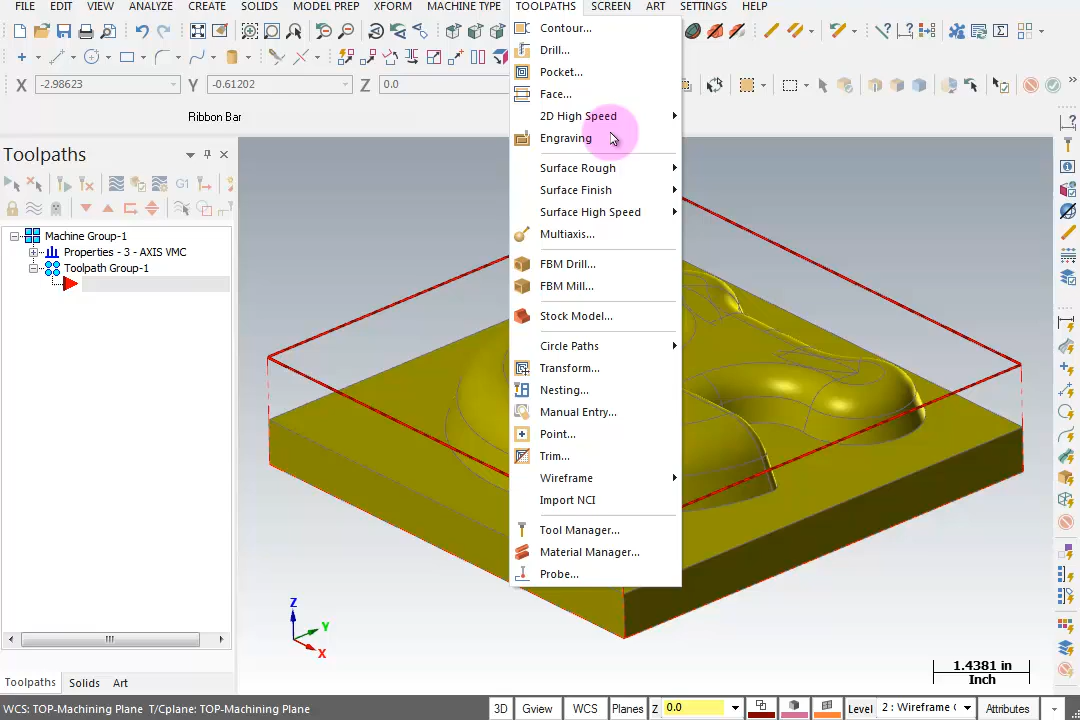 FILE EDIT VIEW ANALYZE CREATE SOLIDS MODEL PREP XFORM MACHINE TYPE TOOLPATHS SCREEN ART SETTINGS HELP
X -2.98623 Y -0.61202 Z 0.0
Ribbon Bar
Toolpaths
G1
Machine Group-1
Properties - 3 - AXIS VMC
Toolpath Group-1
Contour...
Drill...
Pocket...
Face...
2D High Speed
Engraving
Surface Rough
Surface Finish
Surface High Speed
Multiaxis...
FBM Drill...
FBM Mill...
Stock Model...
Circle Paths
Transform...
Nesting...
Manual Entry...
Point...
Trim...
Wireframe
Import NCI
Tool Manager...
Material Manager...
Probe...
Z
Y
X
1.4381 in
Inch
Toolpaths Solids Art
WCS: TOP-Machining Plane T/Cplane: TOP-Machining Plane 3D Gview WCS Planes Z 0.0 Level 2 : Wireframe C Attributes